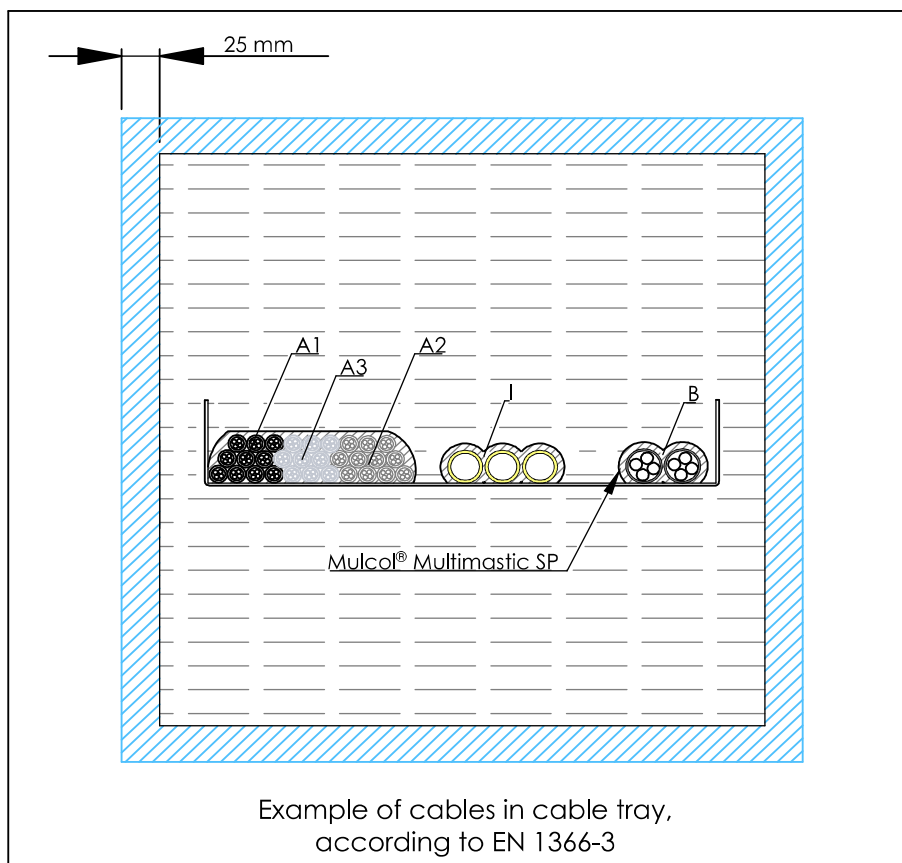 25 mm
A1
A3
A2
I
B
Mulcol® Multimastic SP
Example of cables in cable tray,
according to EN 1366-3